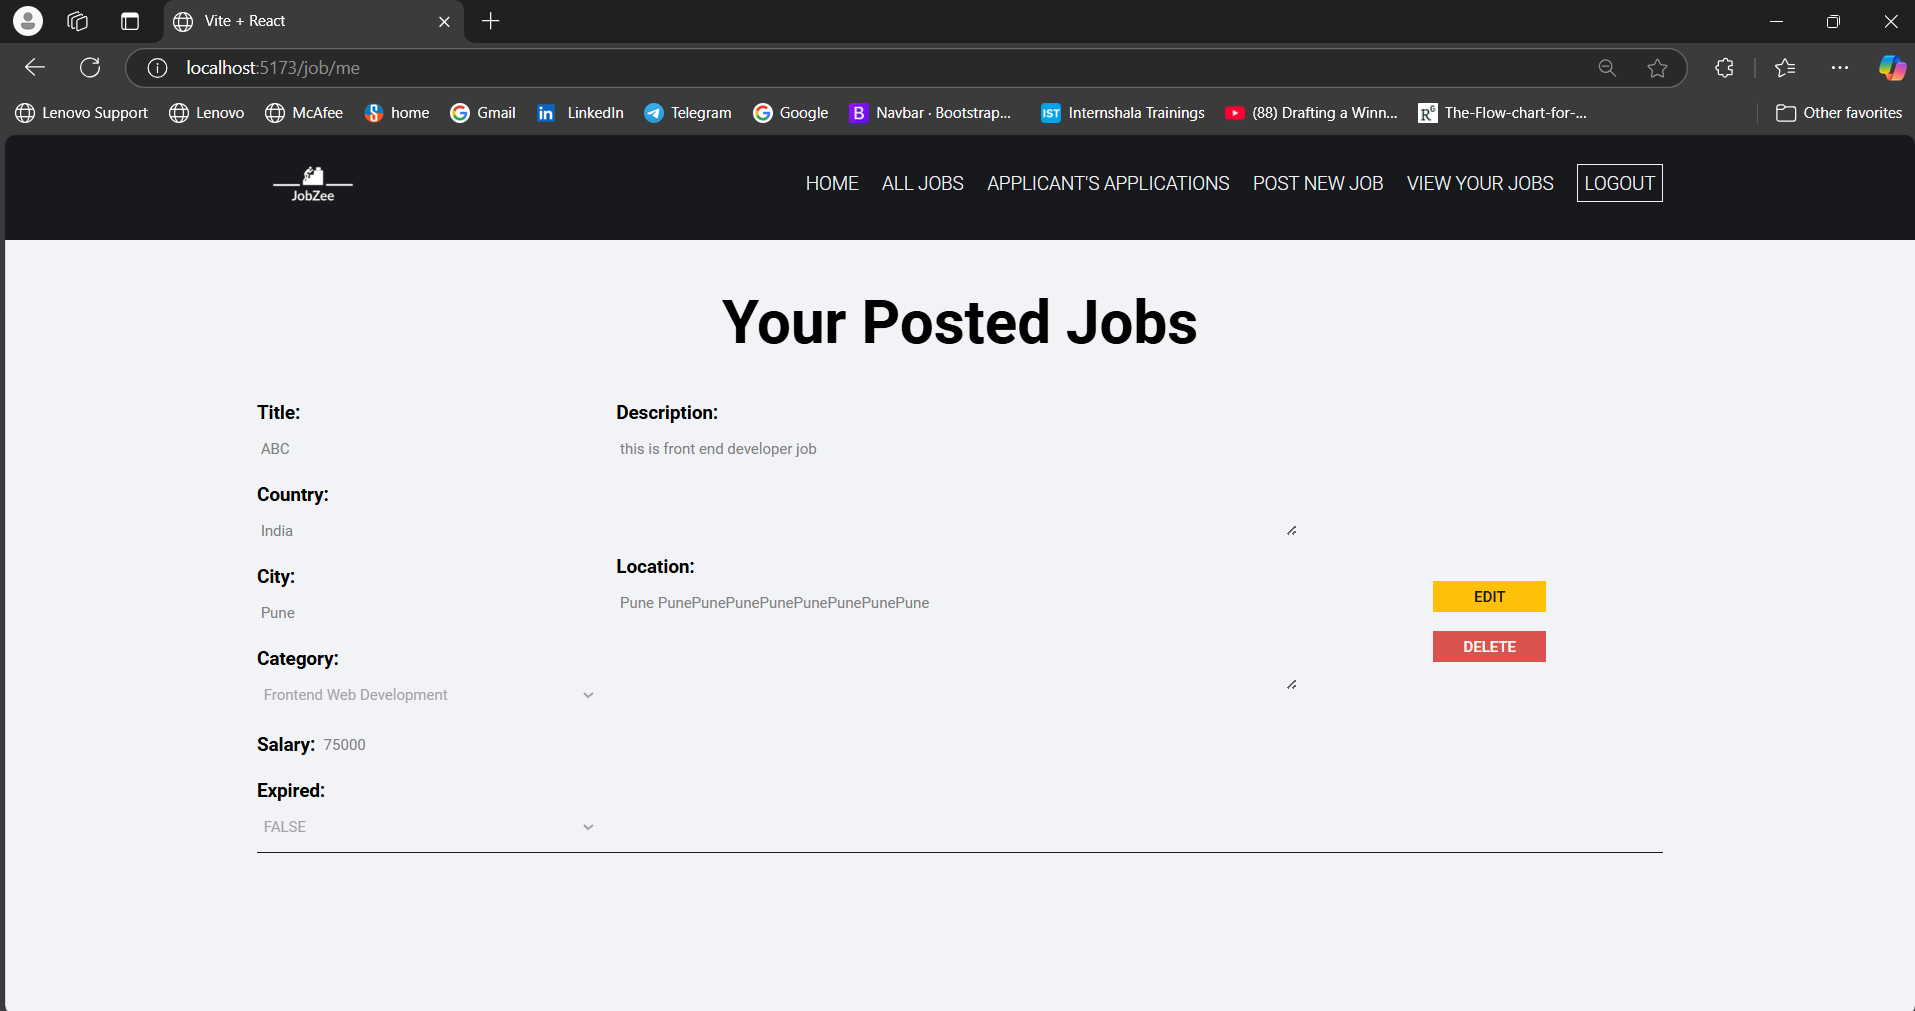 Vite + React
localhost:5173/job/me
Lenovo Support Lenovo McAfee home Gmail LinkedIn Telegram Google Navbar · Bootstrap... Internshala Trainings (88) Drafting a Winn... The-Flow-chart-for-... Other favorites
JobZee
HOME ALL JOBS APPLICANT'S APPLICATIONS POST NEW JOB VIEW YOUR JOBS LOGOUT
Your Posted Jobs
Title:
ABC
Country:
India
City:
Pune
Category:
Frontend Web Development
Salary: 75000
Expired:
FALSE
Description:
this is front end developer job
Location:
Pune PunePunePunePunePunePunePunePune
EDIT
DELETE